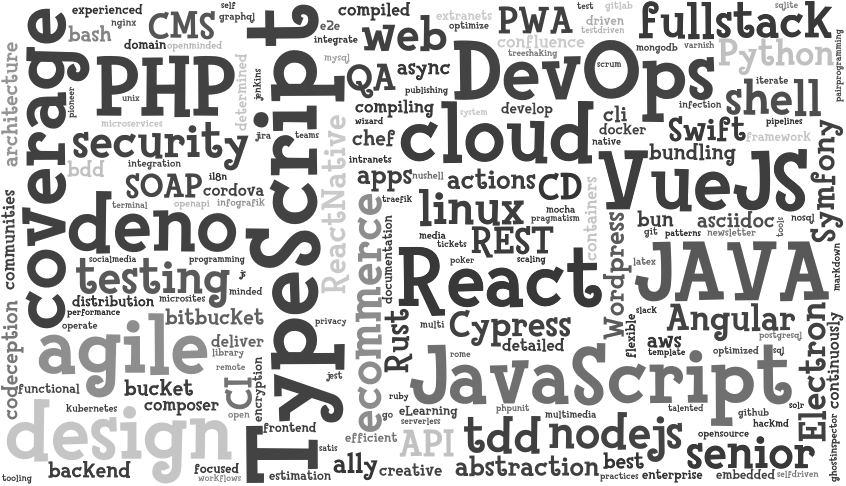 experienced
self
graphql
e2e
compiled
extranets
test
gitlab
sqlite
nginx
CMS
TypeScript
integrate
web
optimize
PWA
driven
testdriven
fullstack
bash
domain
openminded
mysql
QA
async
DevOps
confluence
treeshaKing
mongodb
varnish
Python
pairprogramming
architecture
coverage
pioneer
PHP
unix
determined
jenkins
publishing
scrum
iterate
shell
microservices
compiling
wizard
system
develop
cli
infection
pipelines
security
jira
teams
chef
cloud
docker
native
Swift
framework
integration
intranets
bundling
bdd
SOAP
i18n
cordova
ReactNative
apps
nushell
actions
CD
containers
VueJS
Symfony
communities
terminal
openapi
infografik
traefik
linux
mocha
pragmatism
bun
asciidoc
nosql
deno
ecommerce
documentation
media
tickets
REST
Wordpress
git
patterns
newsletter
tools
socialmedia
programming
poker
scaling
latex
JAVA
markdown
testing
js
minded
React
distribution
microsites
performance
bitbucket
privacy
Rust
multi
Cypress
flexible
slack
Angular
Electron
continuously
codeception
operate
agile
deliver
library
detailed
aws
postgresql
template
optimized
sql
remote
rome
JavaScript
functional
bucket
CI
encryption
jest
ruby
Kubernetes
composer
open
go
eLearning
phpunit
multimedia
talented
github
solr
design
frontend
efficient
serverless
API
tdd
nodejs
hacKmd
opensource
ghostinspector
satis
senior
backend
focused
workflows
estimation
ally
creative
abstraction
best
practices
enterprise
embedded
selfdriven
tooling